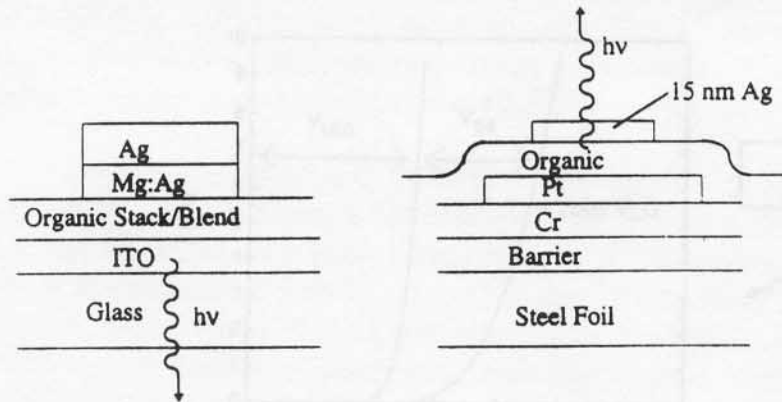 Ag
Mg:Ag
Organic Stack/Blend
ITO
Glass
hν
hν
15 nm Ag
Organic
Pt
Cr
Barrier
Steel Foil